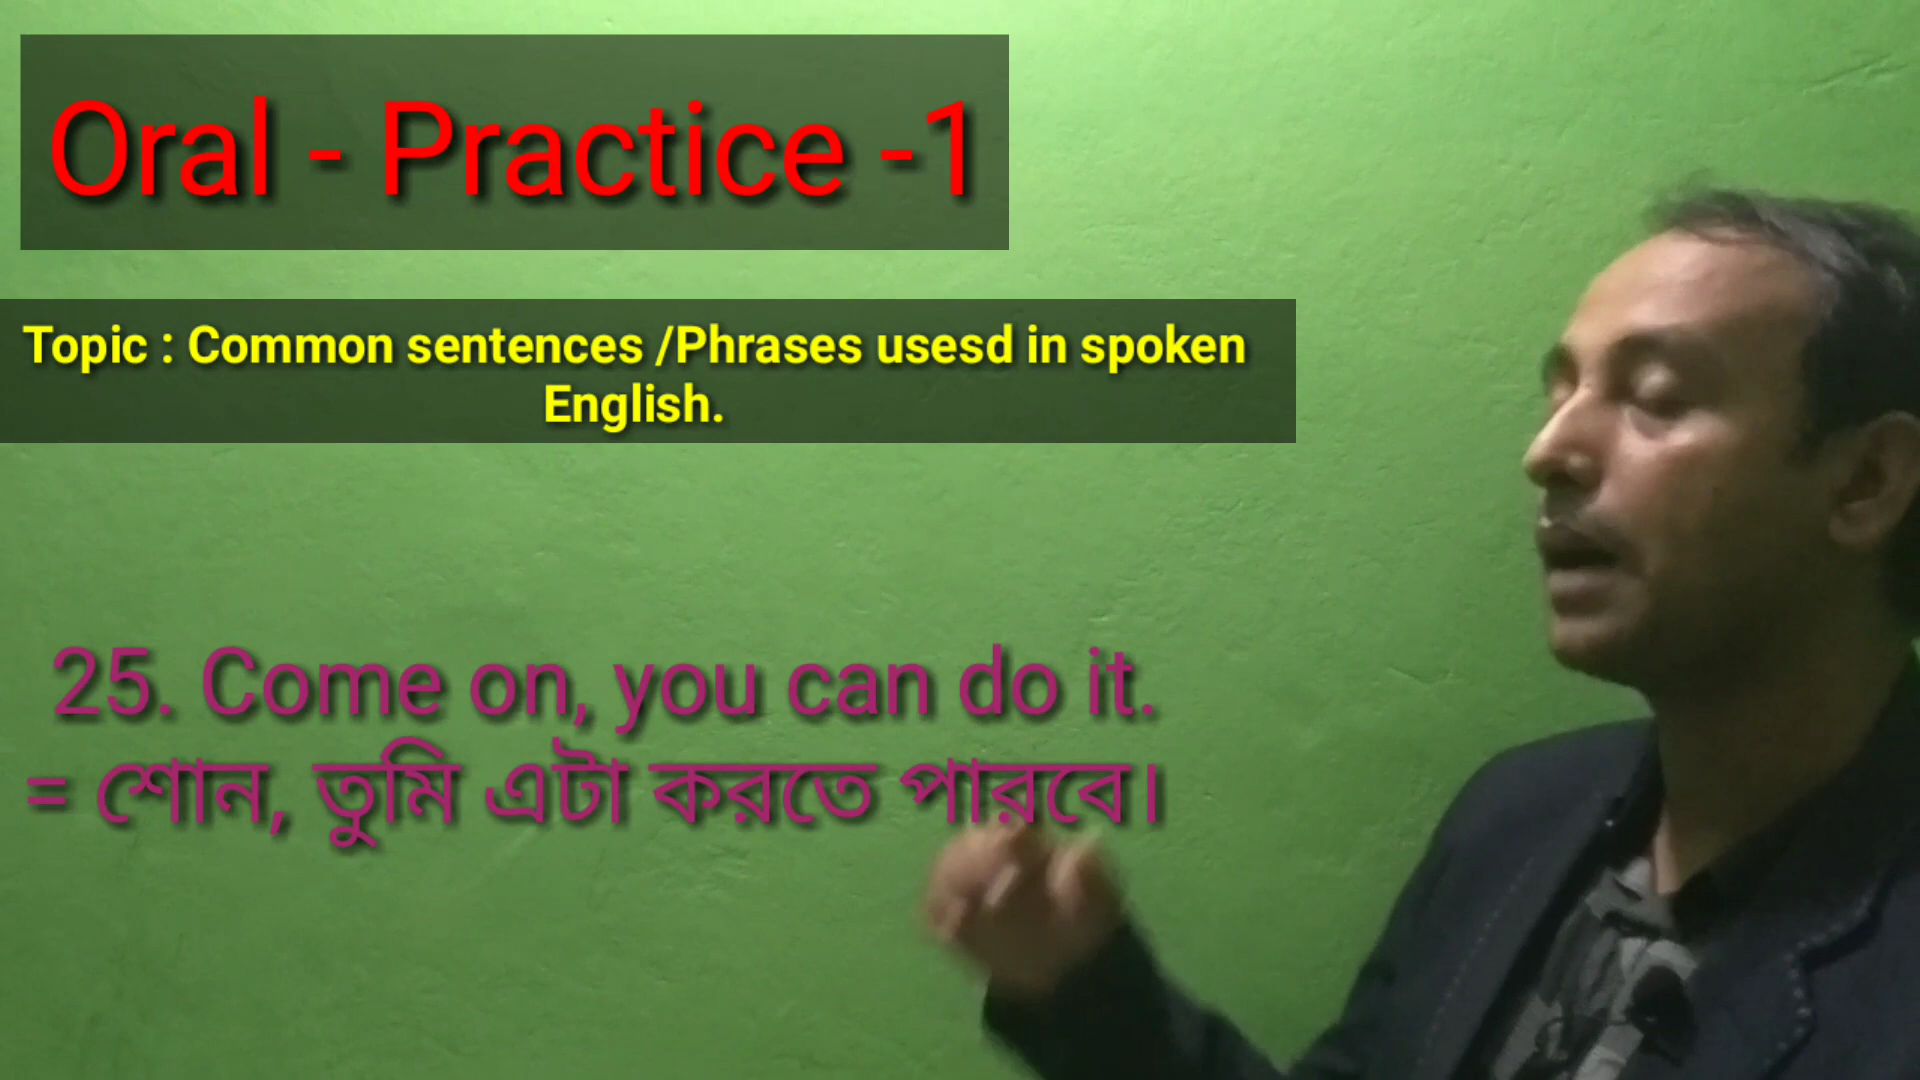 Oral - Practice -1
Topic : Common sentences /Phrases usesd in spoken
English.
25. Come on, you can do it.
= শোন, তুমি এটা করতে পারবে।